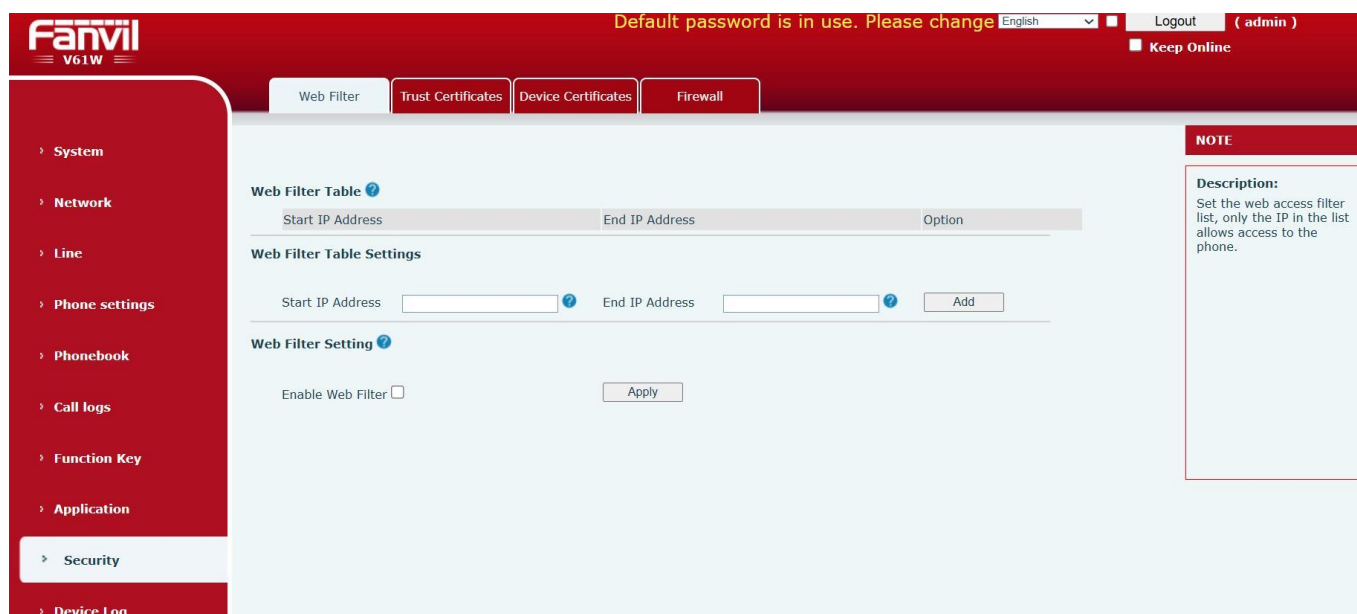 Fanvil
V61W
Default password is in use. Please change English Logout ( admin )
Keep Online
Web Filter Trust Certificates Device Certificates Firewall
System
Network
Line
Phone settings
Phonebook
Call logs
Function Key
Application
Security
Device Log
Web Filter Table ?
Start IP Address End IP Address Option
Web Filter Table Settings
Start IP Address ? End IP Address ? Add
Web Filter Setting ?
Enable Web Filter Apply
NOTE
Description:
Set the web access filter
list, only the IP in the list
allows access to the
phone.